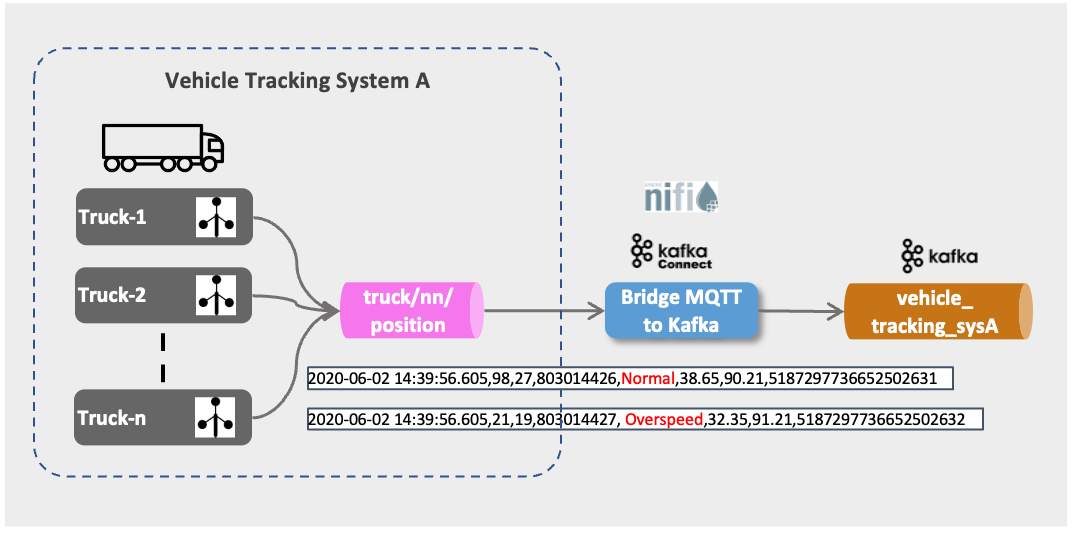 Vehicle Tracking System A
Truck-1
Truck-2
Truck-n
truck/nn/
position
APACHE
nifi
kafka
Connect
Bridge MQTT
to Kafka
kafka
vehicle_
tracking_sysA
2020-06-02 14:39:56.605,98,27,803014426,Normal,38.65,90.21,5187297736652502631
2020-06-02 14:39:56.605,21,19,803014427, Overspeed,32.35,91.21,5187297736652502632